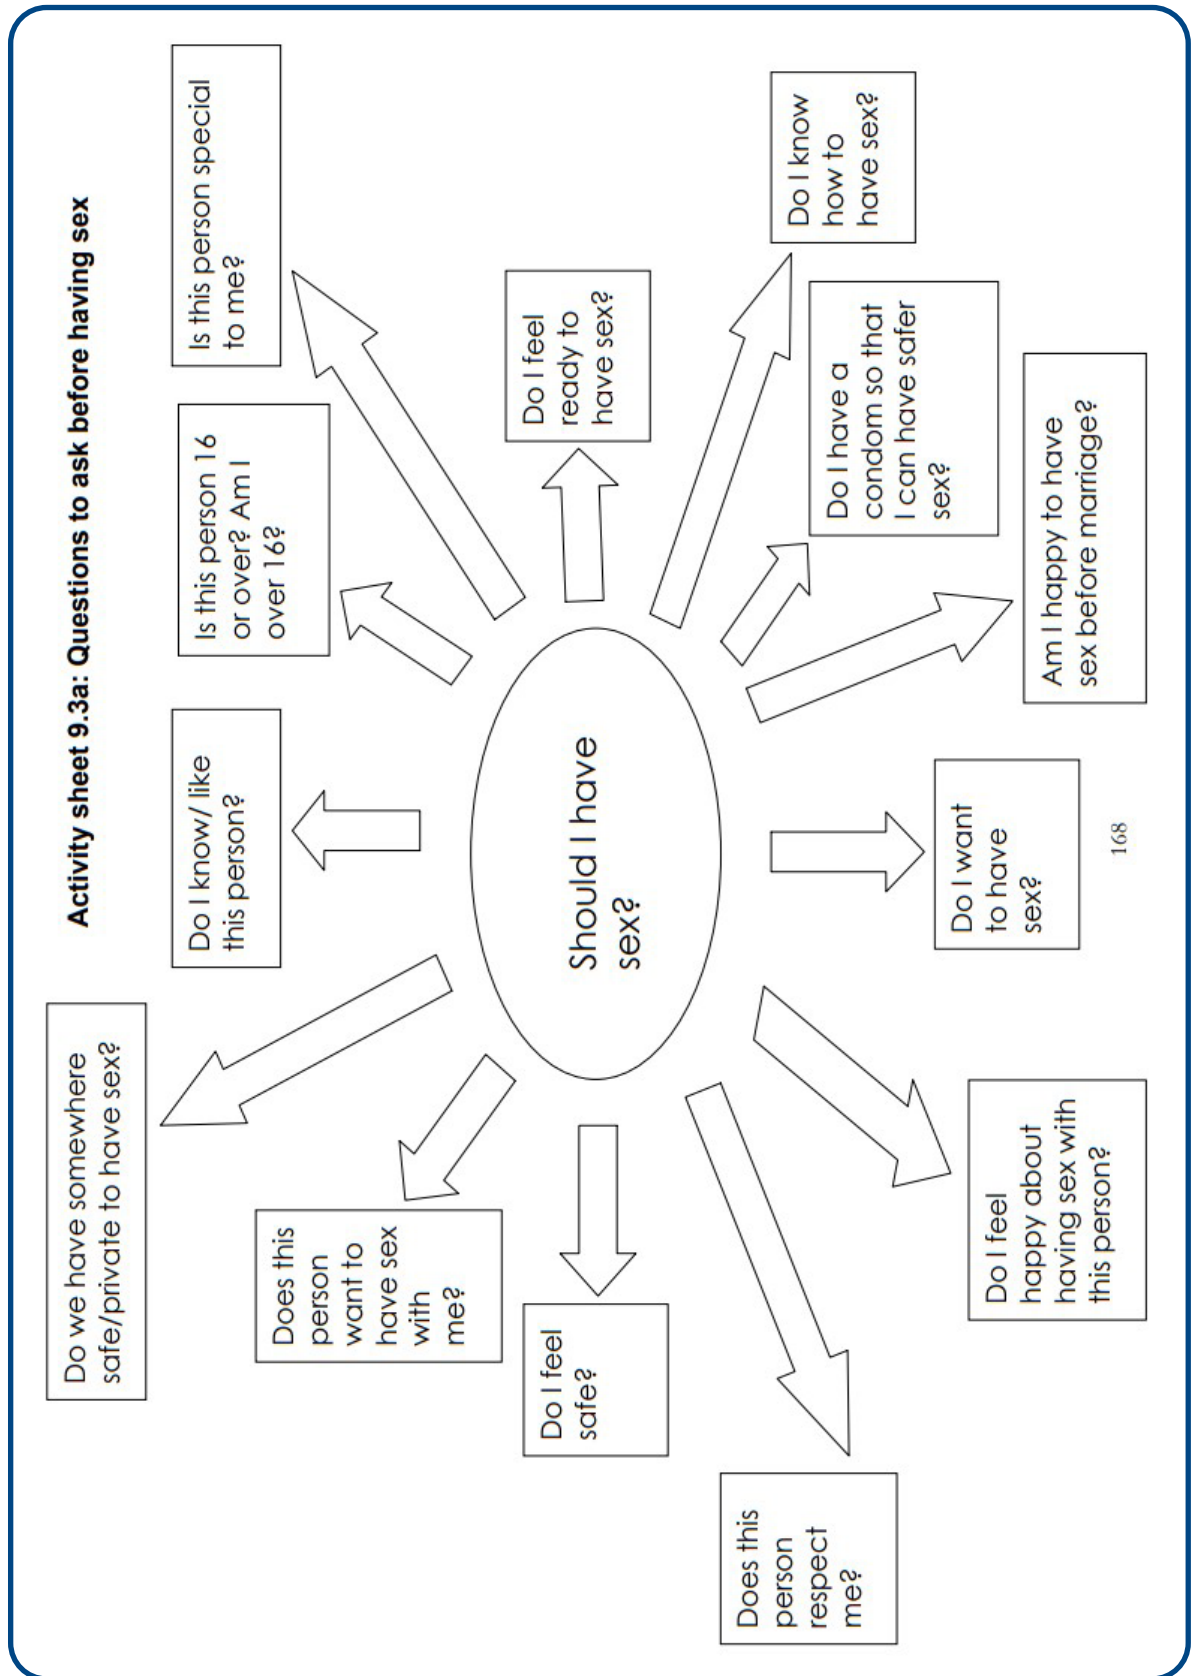 Activity sheet 9.3a: Questions to ask before having sex
Do we have somewhere
safe/private to have sex?
Do I know/ like
this person?
Is this person 16
or over? Am I
over 16?
Is this person special
to me?
Does this
person
want to
have sex
with
me?
Do I feel
ready to
have sex?
Do I feel
safe?
Should I have
sex?
Does this
person
respect
me?
Do I know
how to
have sex?
Do I have a
condom so that
I can have safer
sex?
Do I feel
happy about
having sex with
this person?
Do I want
to have
sex?
Am I happy to have
sex before marriage?
168